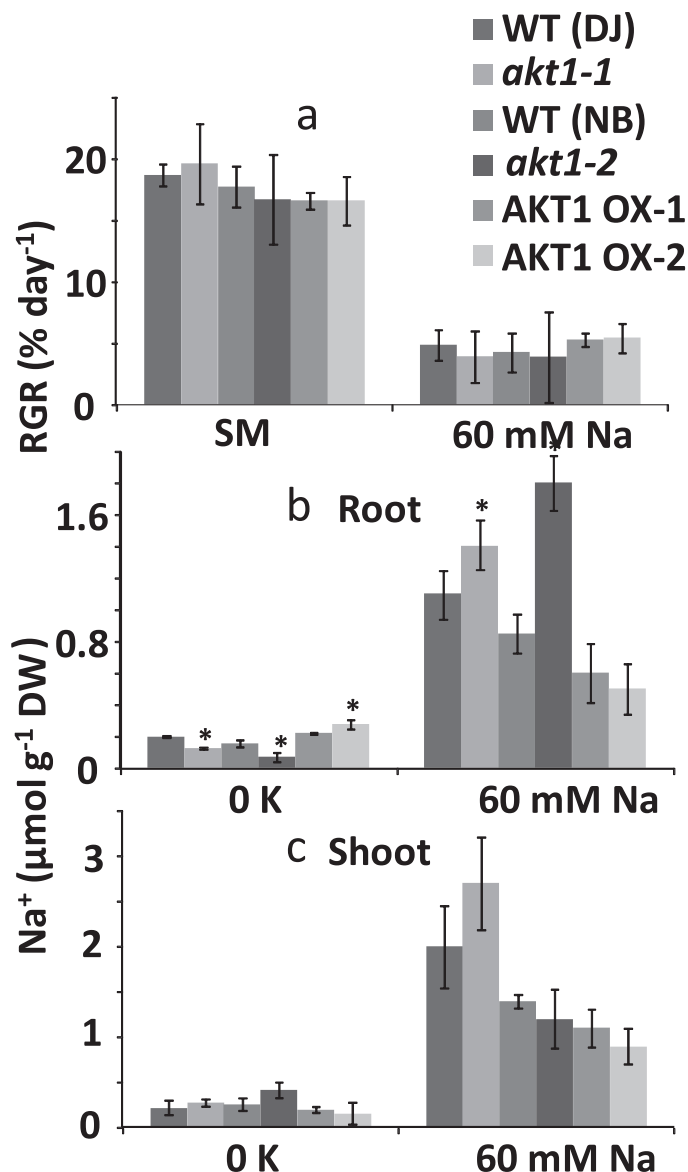 WT (DJ)
akt1-1
WT (NB)
akt1-2
AKT1 OX-1
AKT1 OX-2
a
20
10
0
RGR (% day-1)
SM
60 mM Na
b Root
1.6
0.8
0
*
*
*
*
*
0 K
60 mM Na
Na+ (µmol g-1 DW)
c Shoot
3
2
1
0
0 K
60 mM Na